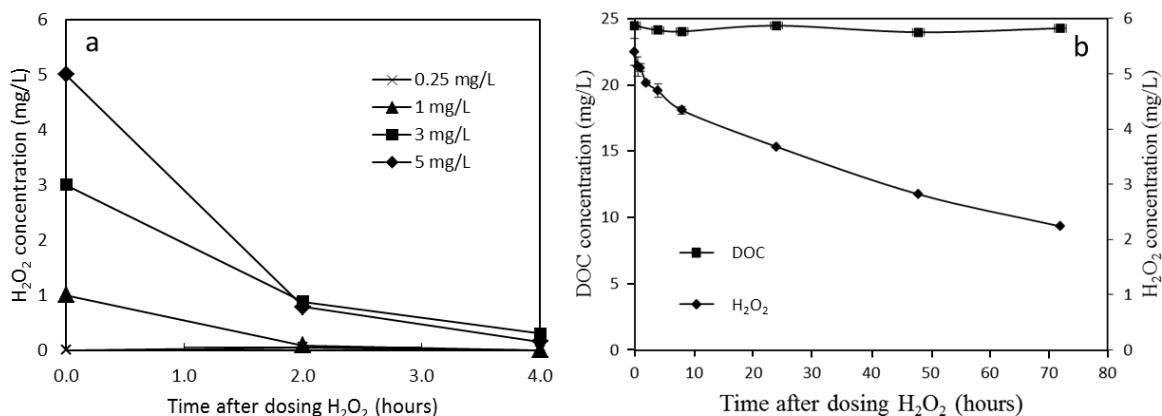 a
H₂O₂ concentration (mg/L)
6
5
4
3
2
1
0
0.0 1.0 2.0 3.0 4.0
Time after dosing H₂O₂ (hours)
0.25 mg/L
1 mg/L
3 mg/L
5 mg/L
b
DOC concentration (mg/L)
25
20
15
10
5
0
DOC
H₂O₂
6
5
4
3
2
1
0
H₂O₂ concentration (mg/L)
0 10 20 30 40 50 60 70 80
Time after dosing H₂O₂ (hours)